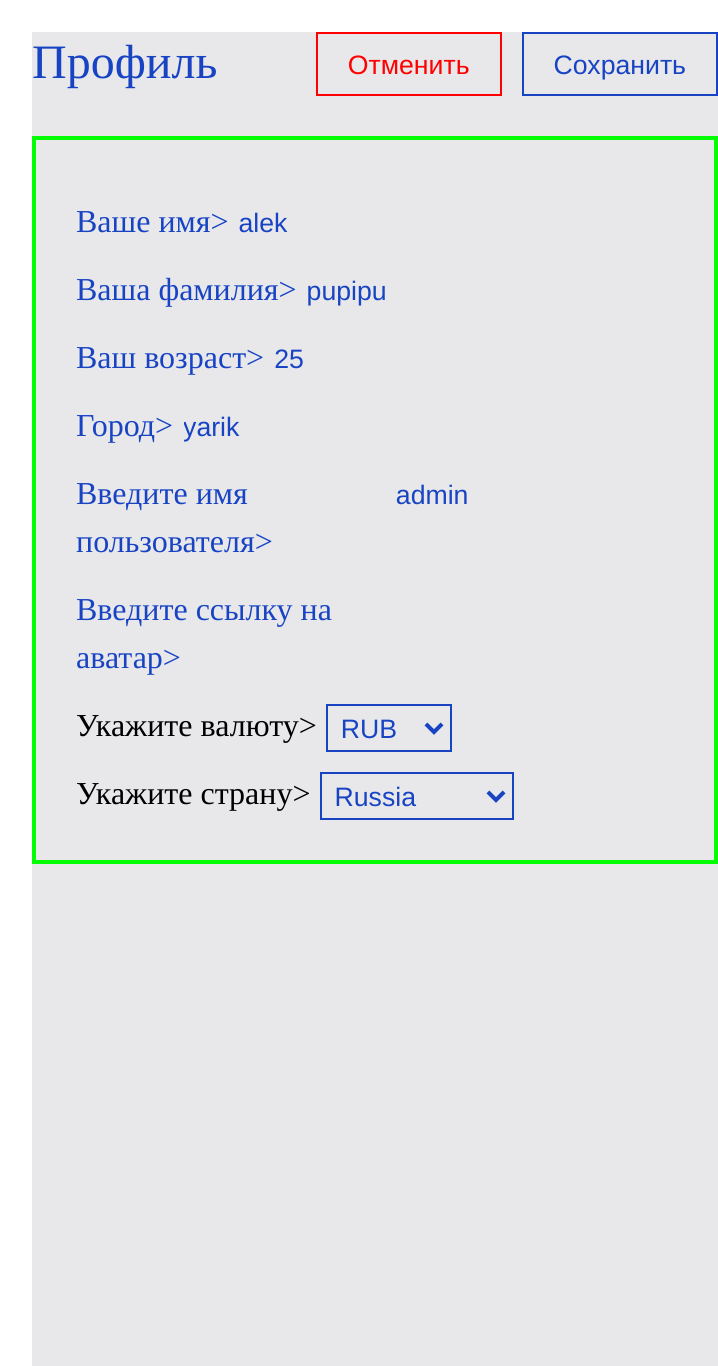 Профиль Отменить Сохранить
Ваше имя> alek
Ваша фамилия> pupipu
Ваш возраст> 25
Город> yarik
Введите имя admin
пользователя>
Введите ссылку на
аватар>
Укажите валюту> RUB
Укажите страну> Russia